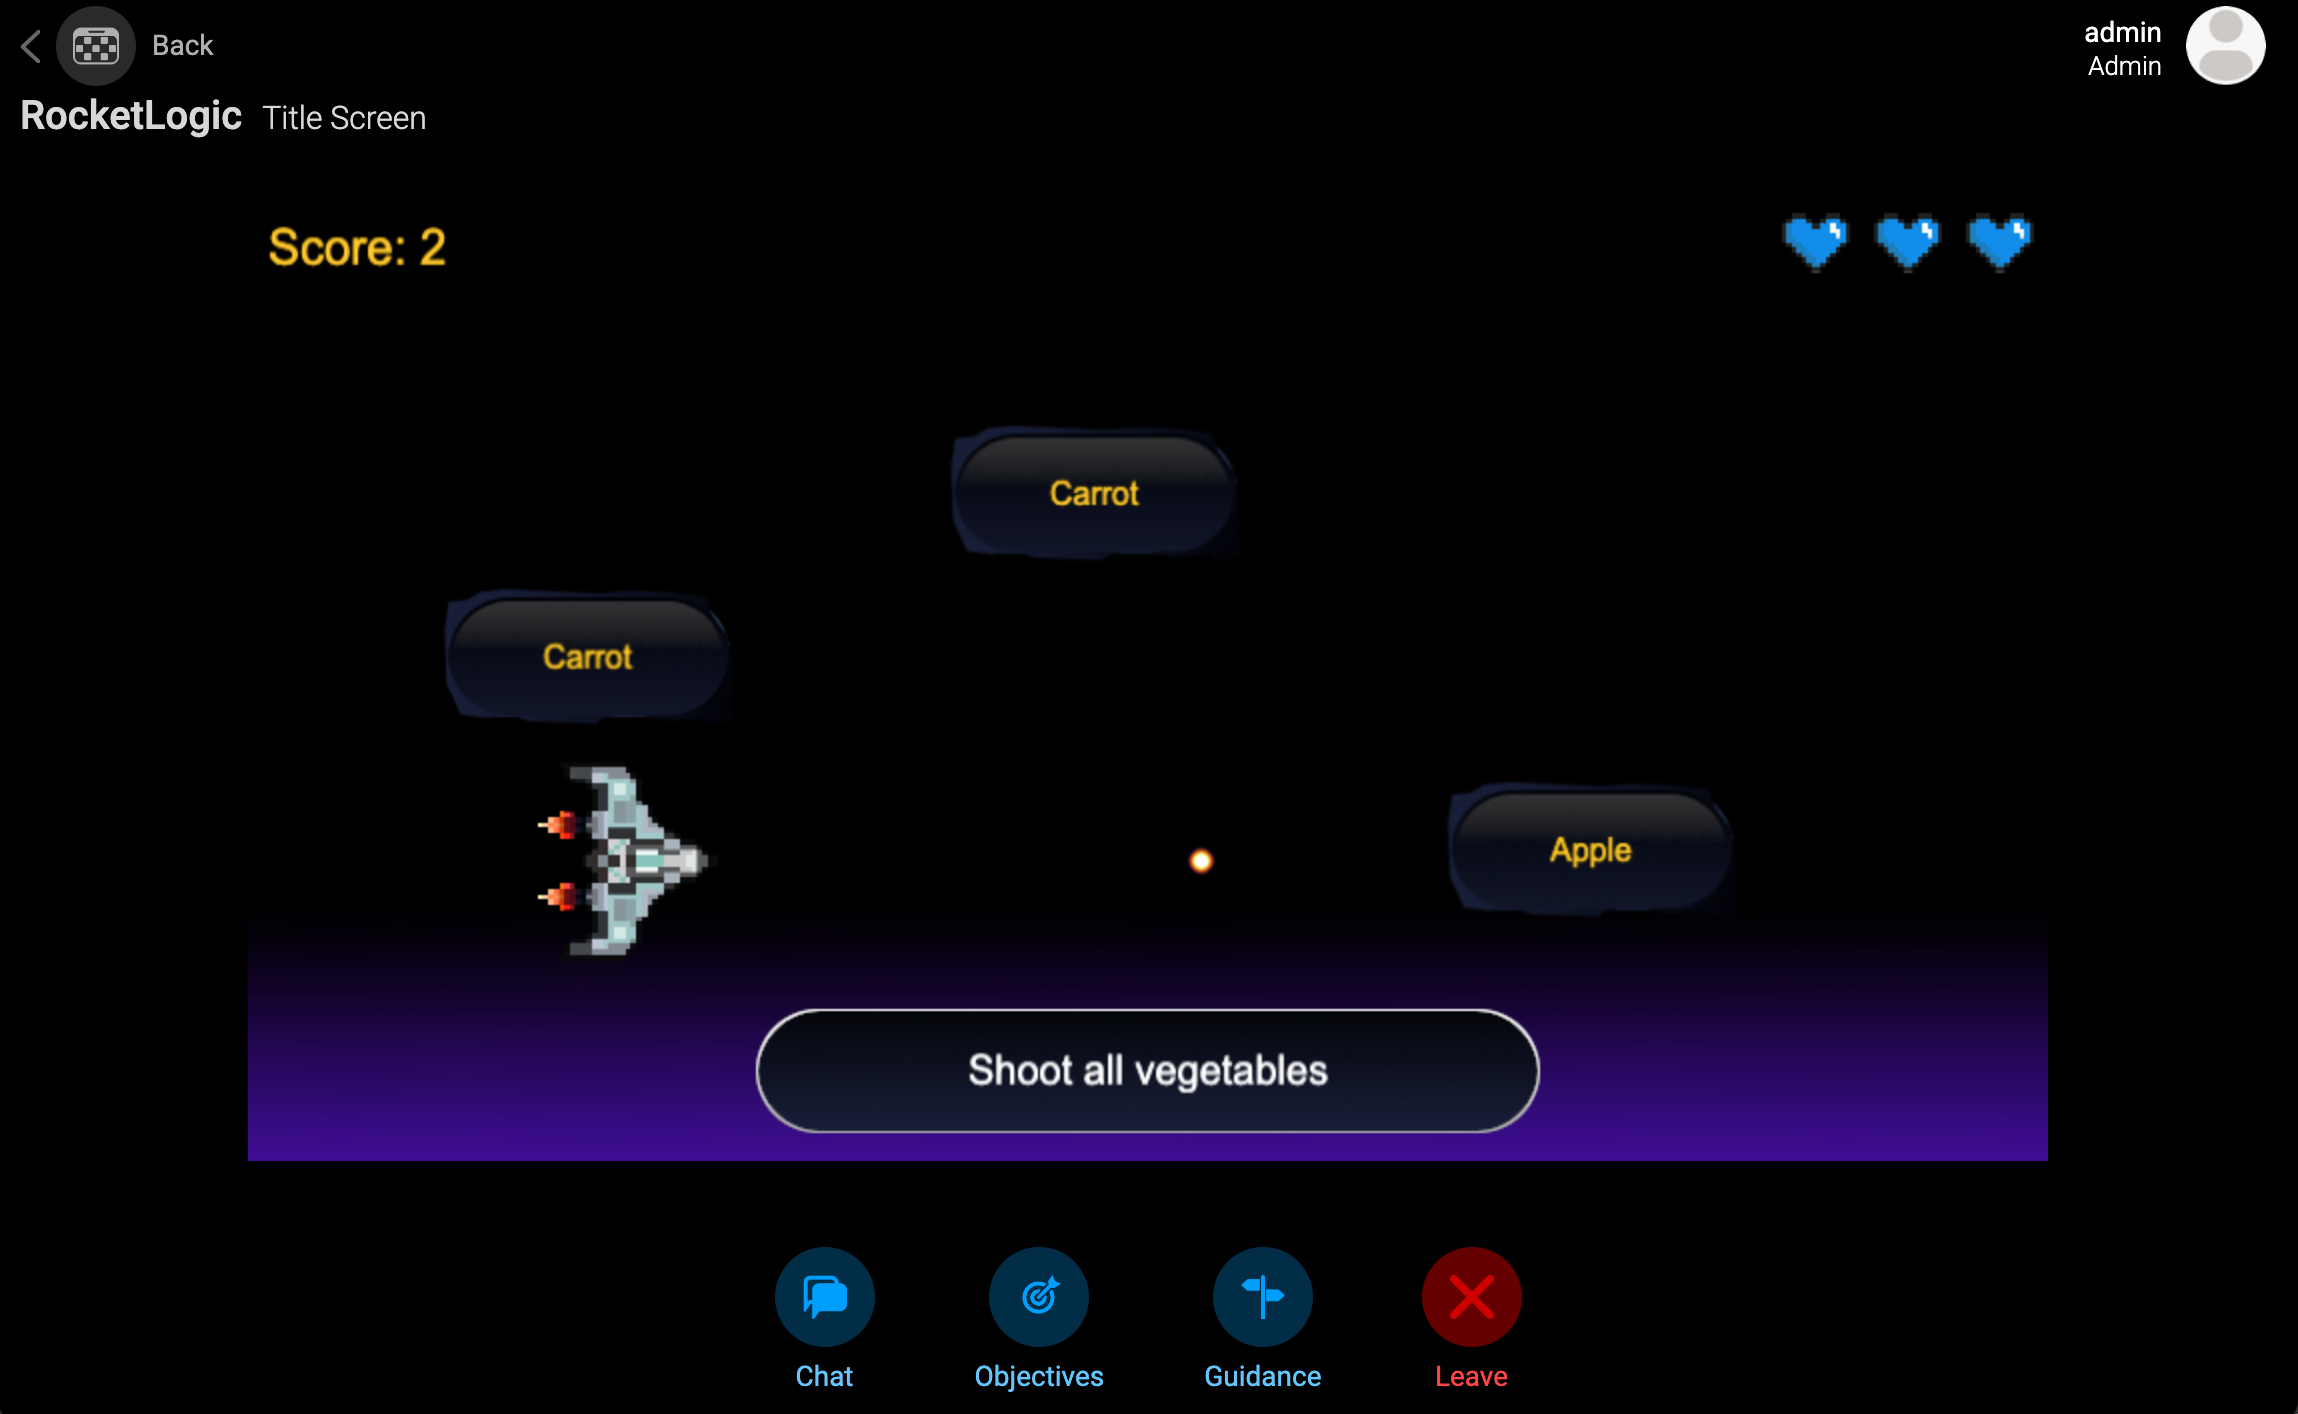 Back
admin
Admin
RocketLogic Title Screen
Score: 2
Carrot
Carrot
Apple
Shoot all vegetables
Chat
Objectives
Guidance
Leave